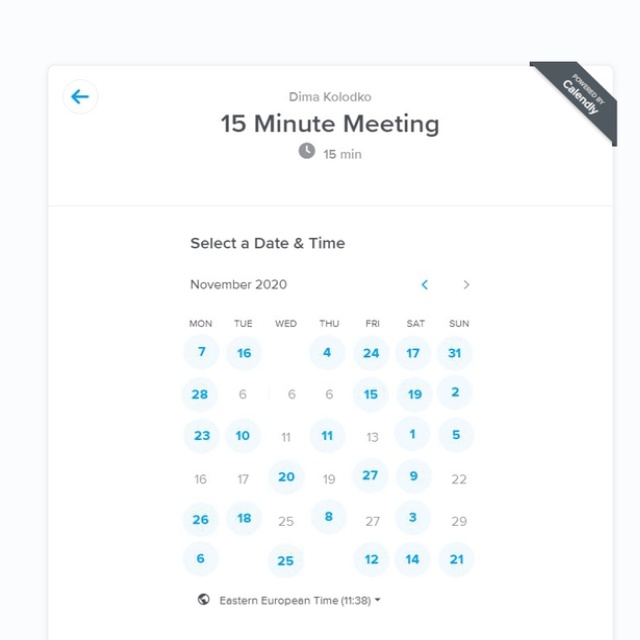 POWERED BY
Calendly
Dima Kolodko
15 Minute Meeting
15 min
Select a Date & Time
November 2020
MON TUE WED THU FRI SAT SUN
7 16 4 24 17 31
28 6 6 6 15 19 2
23 10 11 11 13 1 5
16 17 20 19 27 9 22
26 18 25 8 27 3 29
6 25 12 14 21
Eastern European Time (11:38)